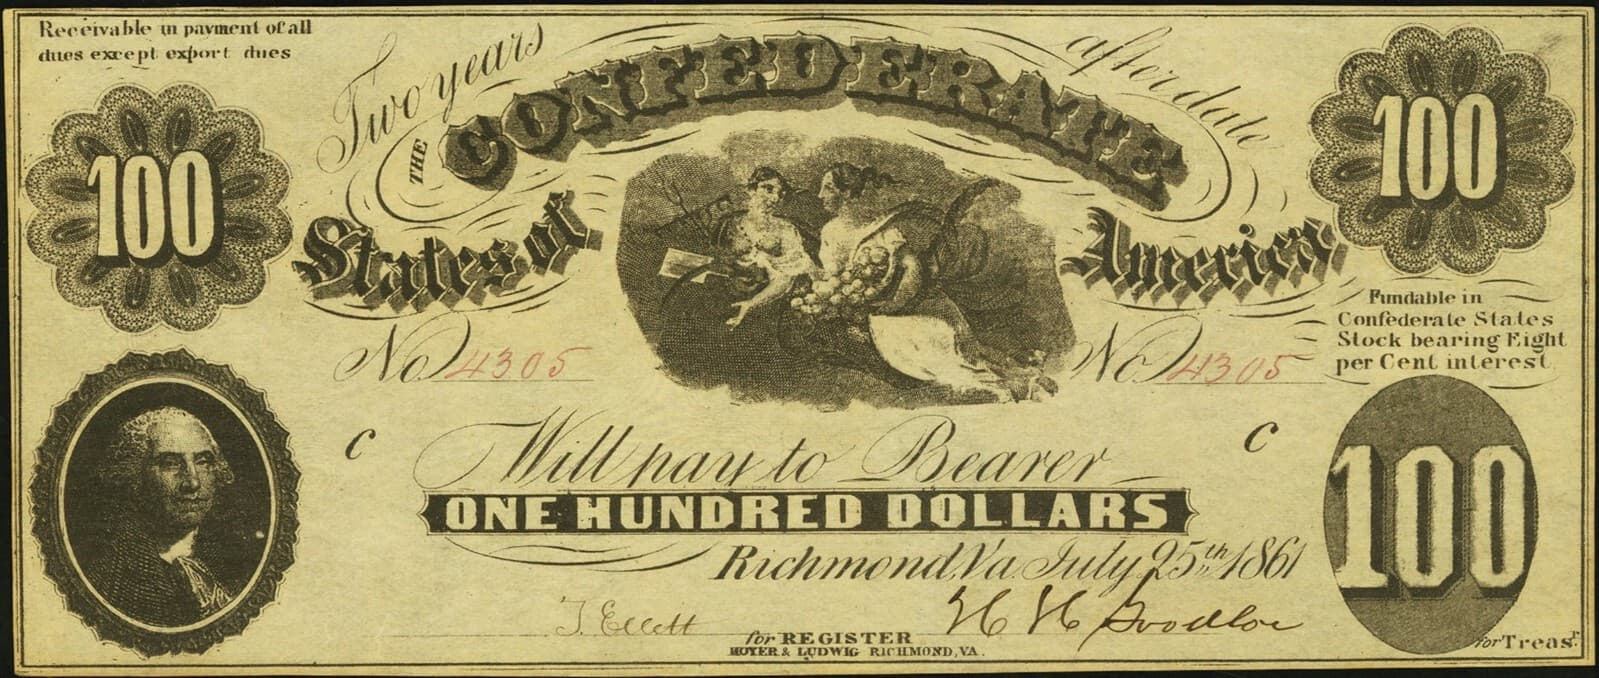 Receivable in payment of all
dues except export dues
Two years after date
THE CONFEDERATE
States of America
100
100
Fundable in
Confederate States
Stock bearing Eight
per Cent interest
No 4305
No 4305
C
C
Will pay to Bearer
ONE HUNDRED DOLLARS
100
Richmond, Va. July 25th 1861
T. Ellett
H H Goodloe
for REGISTER
for Treasr.
HOYER & LUDWIG RICHMOND, VA.